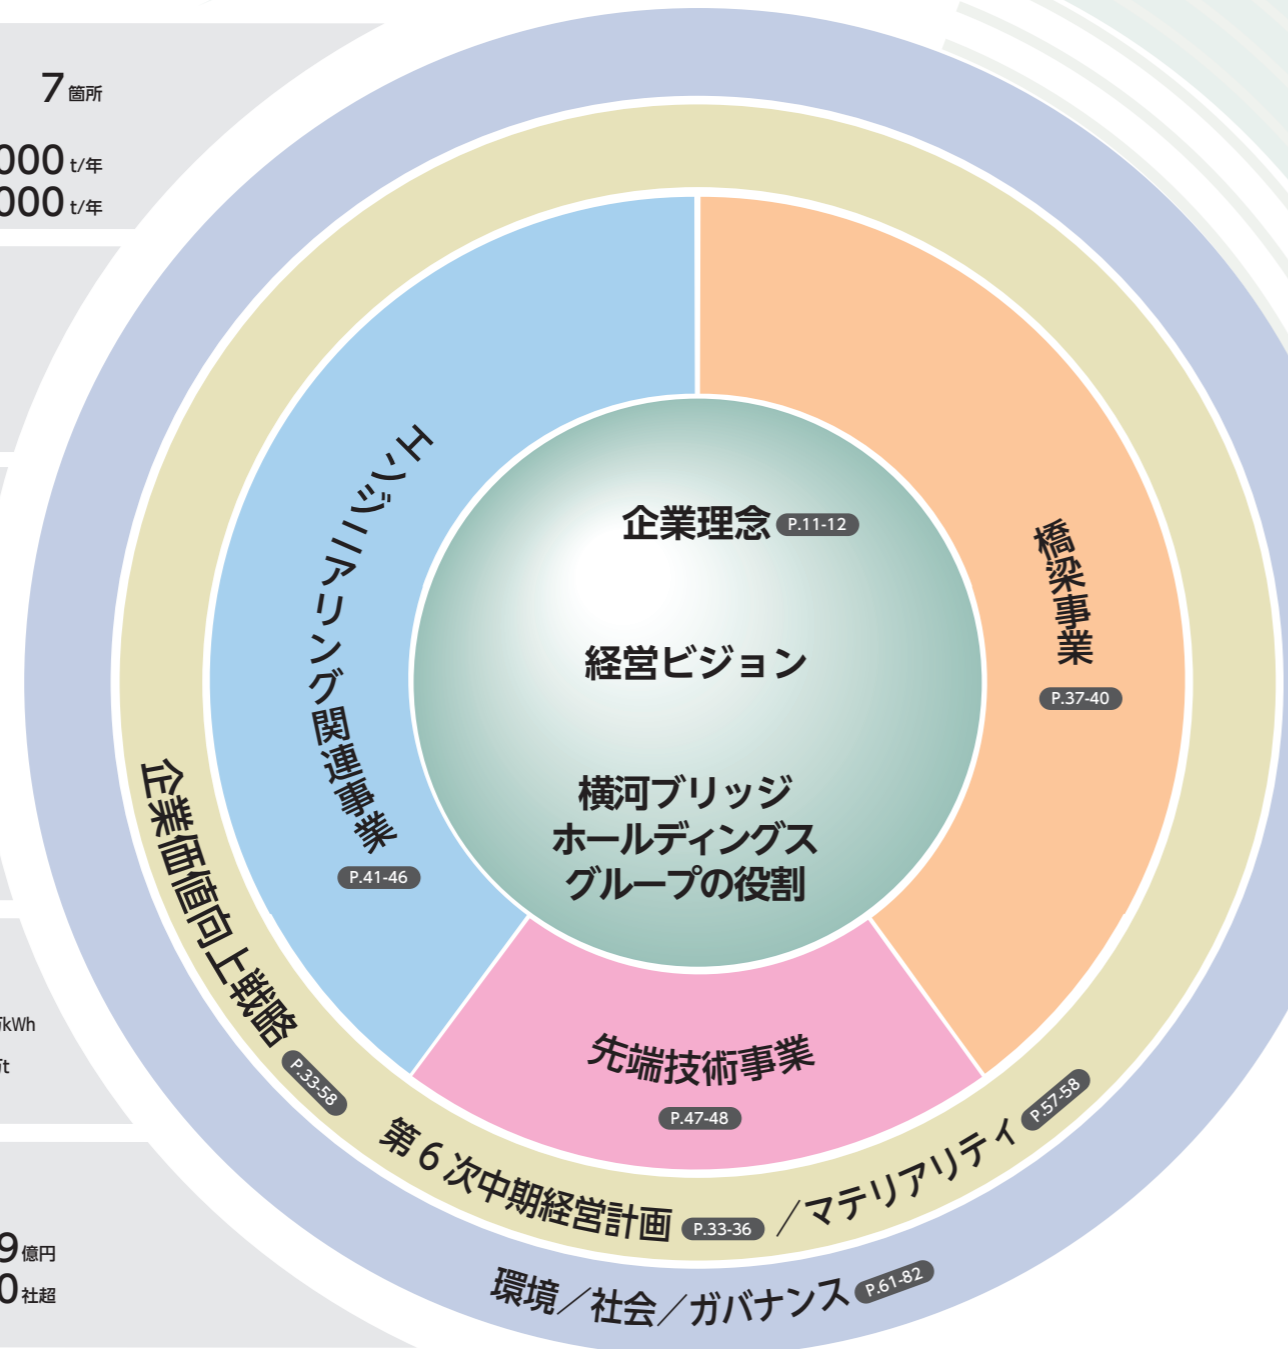 7箇所
000 t/年
000 t/年
kWh
t
9億円
0社超
企業理念 P.11-12
経営ビジョン
横河ブリッジ
ホールディングス
グループの役割
エンジニアリング関連事業
P.41-46
橋梁事業
P.37-40
先端技術事業
P.47-48
企業価値向上戦略 P.33-58
第6次中期経営計画 P.33-36 ／マテリアリティ P.57-58
環境／社会／ガバナンス P.61-82